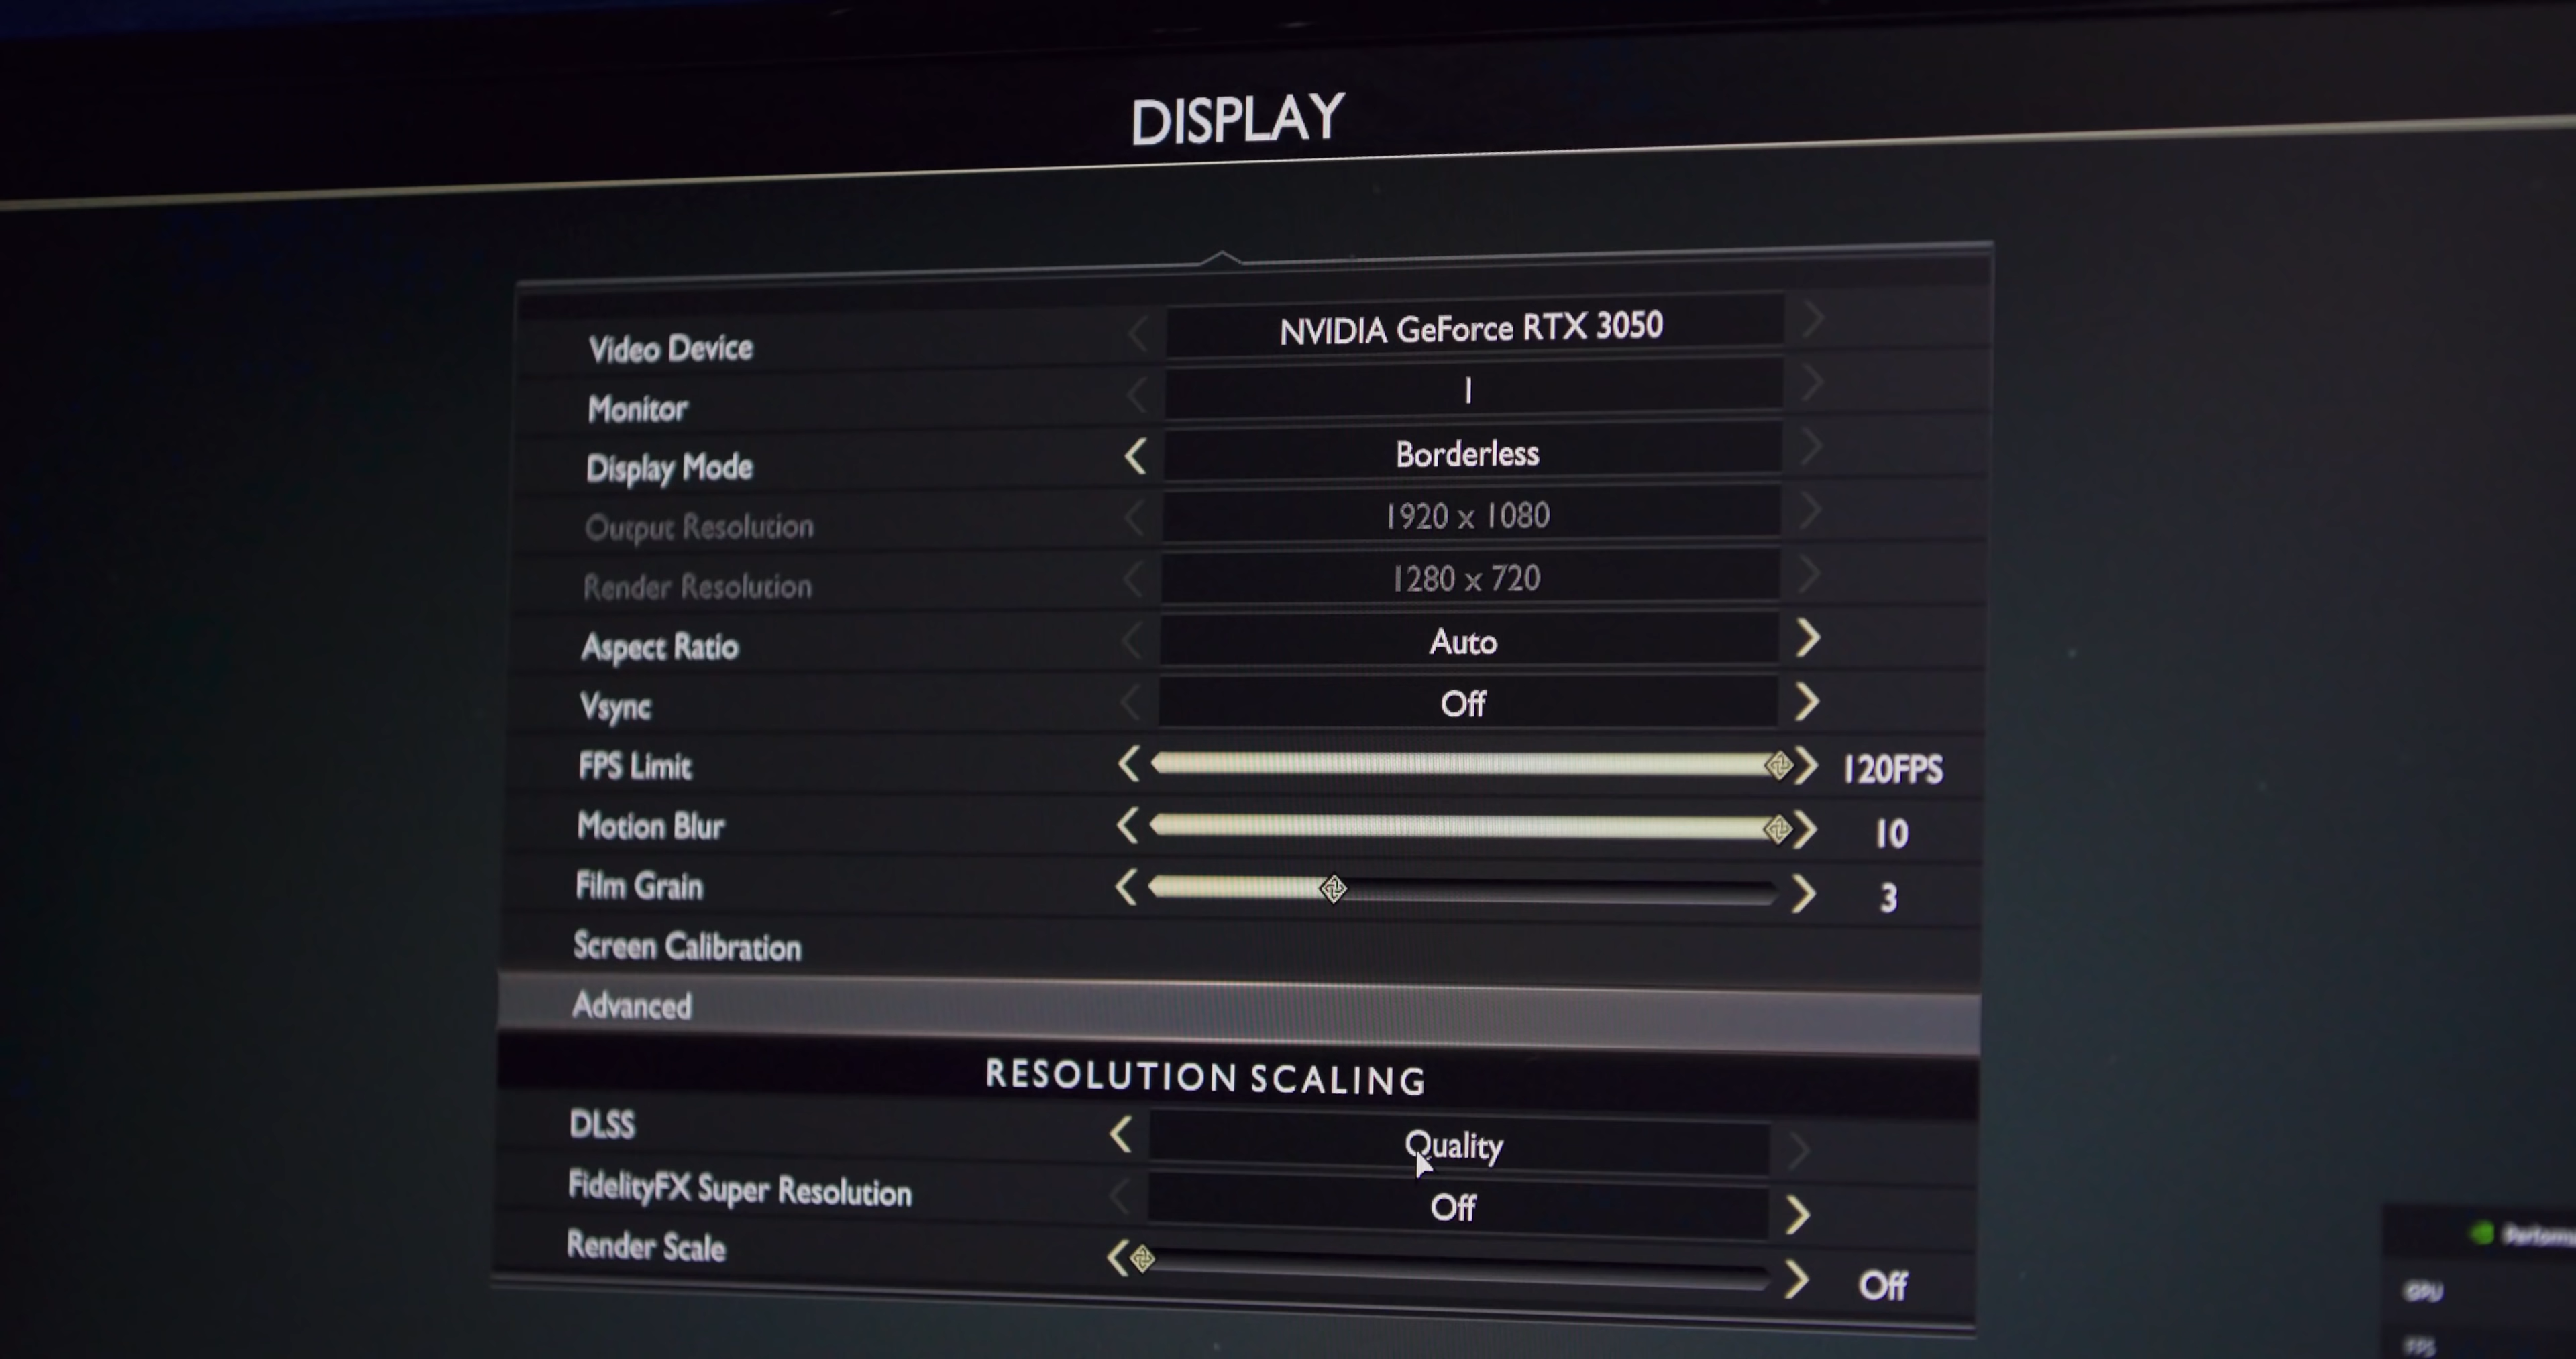 DISPLAY
Video Device NVIDIA GeForce RTX 3050
Monitor 1
Display Mode Borderless
Output Resolution 1920 x 1080
Render Resolution 1280 x 720
Aspect Ratio Auto
Vsync Off
FPS Limit 120FPS
Motion Blur 10
Film Grain 3
Screen Calibration
Advanced
RESOLUTION SCALING
DLSS Quality
FidelityFX Super Resolution Off
Render Scale Off
GPU
FPS